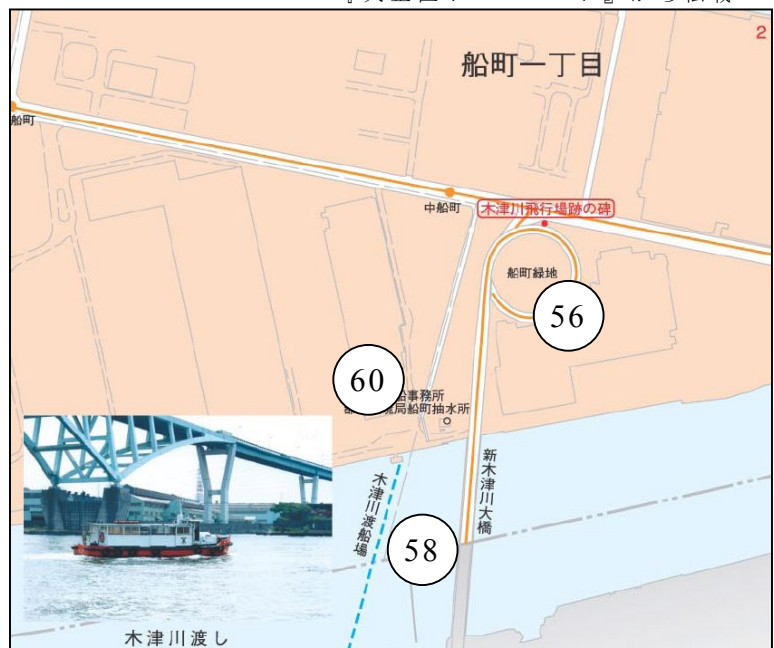 2
船町一丁目
船町
中船町
木津川飛行場跡の碑
船町緑地
56
60
船事務所
局船町抽水所
新木津川大橋
木津川渡船場
58
木津川渡し